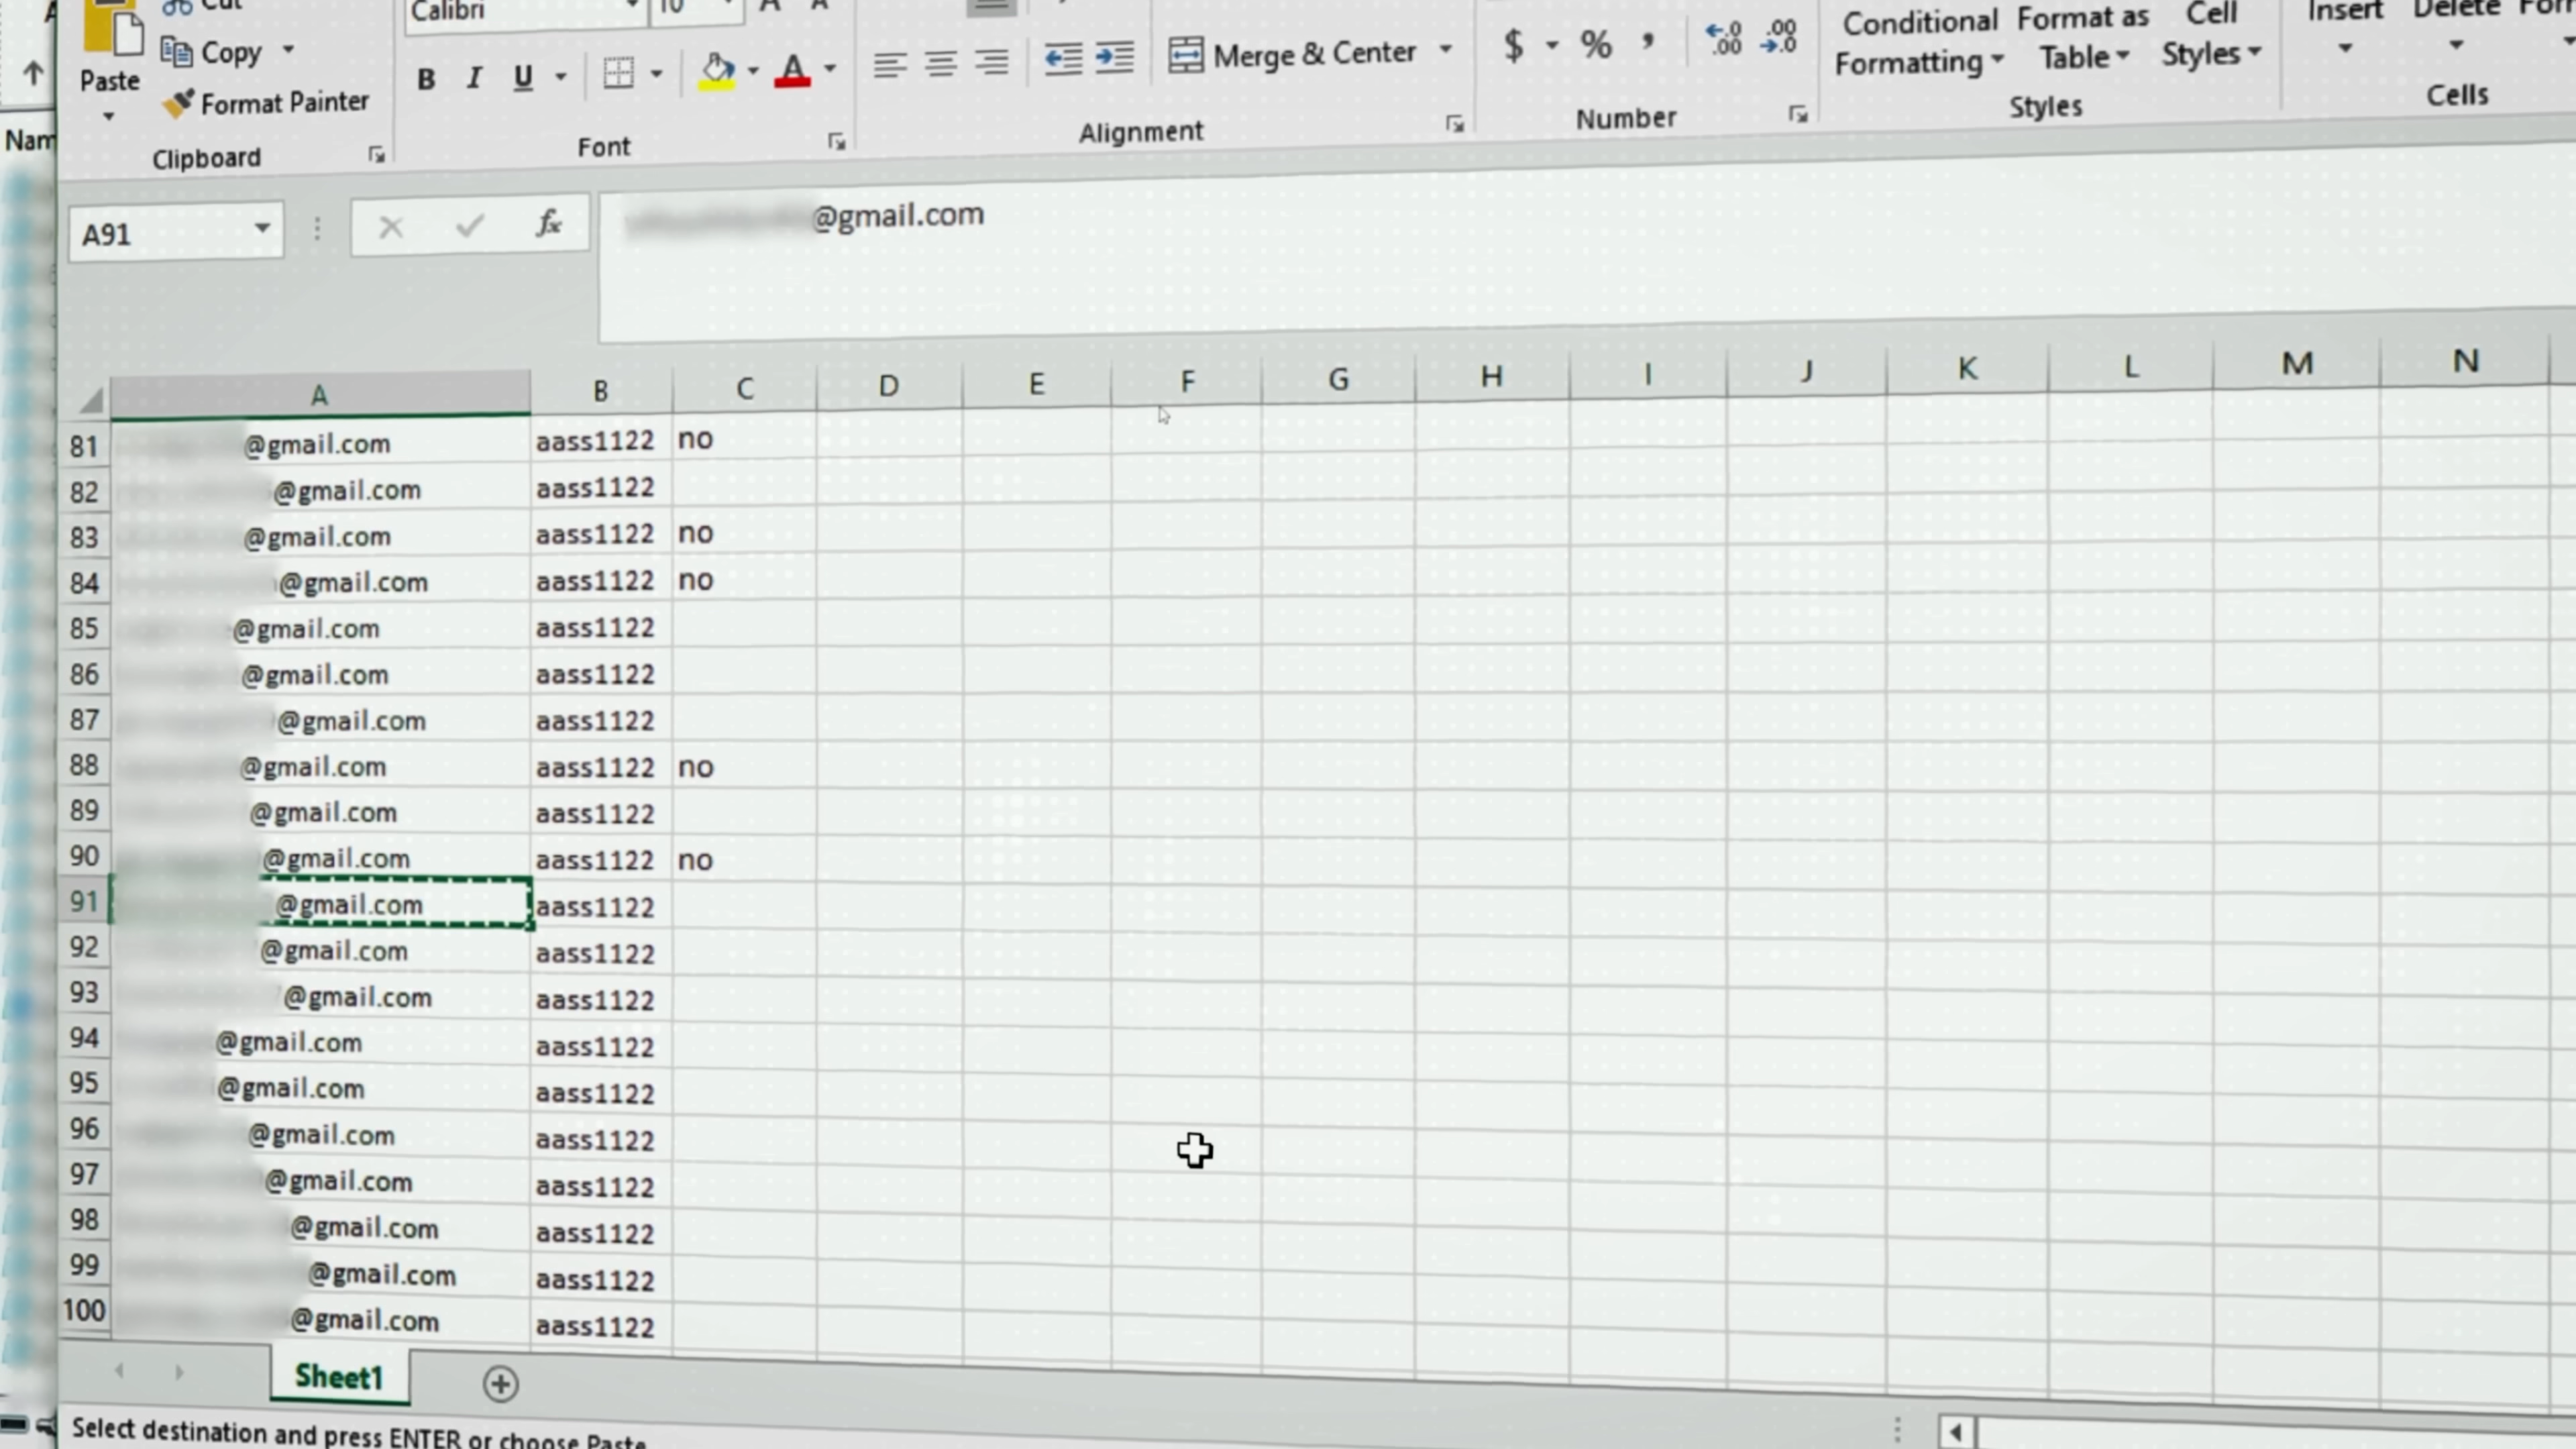 Cut
Calibri 10 A A
Copy
Merge & Center $ % , .0 .00 .00 .0
Conditional Formatting Format as Table Cell Styles
Insert Delete
Paste
B I U A
Format Painter
Clipboard Font Alignment Number Styles Cells
Nam
A91 fx @gmail.com
A B C D E F G H I J K L M N
81 @gmail.com aass1122 no
82 @gmail.com aass1122
83 @gmail.com aass1122 no
84 @gmail.com aass1122 no
85 @gmail.com aass1122
86 @gmail.com aass1122
87 @gmail.com aass1122
88 @gmail.com aass1122 no
89 @gmail.com aass1122
90 @gmail.com aass1122 no
91 @gmail.com aass1122
92 @gmail.com aass1122
93 @gmail.com aass1122
94 @gmail.com aass1122
95 @gmail.com aass1122
96 @gmail.com aass1122
97 @gmail.com aass1122
98 @gmail.com aass1122
99 @gmail.com aass1122
100 @gmail.com aass1122
Sheet1
Select destination and press ENTER or choose Paste